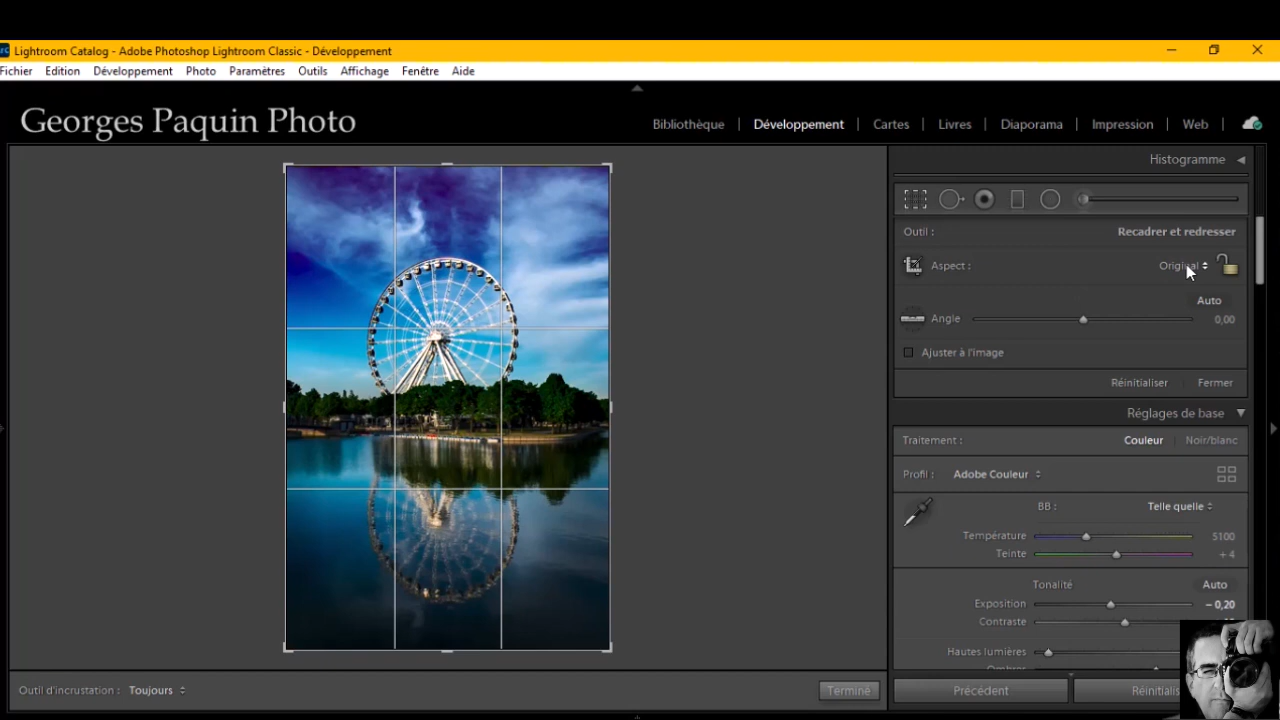 Lightroom Catalog - Adobe Photoshop Lightroom Classic - Développement
Fichier Edition Développement Photo Paramètres Outils Affichage Fenêtre Aide
Georges Paquin Photo
Bibliothèque | Développement | Cartes | Livres | Diaporama | Impression | Web |
Histogramme
Outil : Recadrer et redresser
Aspect : Original
Auto
Angle 0,00
Ajuster à l'image
Réinitialiser Fermer
Réglages de base
Traitement : Couleur Noir/blanc
Profil : Adobe Couleur
BB : Telle quelle
Température 5100
Teinte + 4
Tonalité Auto
Exposition – 0,20
Contraste
Hautes lumières
Outil d'incrustation : Toujours Terminé Précédent